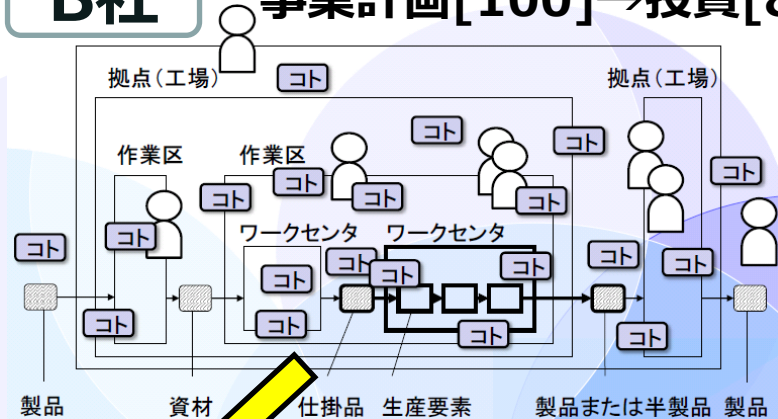 B社
事業計画[100]→投資[
拠点(工場)
コト
拠点(工場)
コト
コト
作業区
作業区
コト
コト
コト
コト
コト
コト
ワークセンタ
ワークセンタ
コト
コト
コト
コト
コト
コト
コト
コト
コト
コト
コト
コト
製品
資材
仕掛品
生産要素
製品または半製品
製品